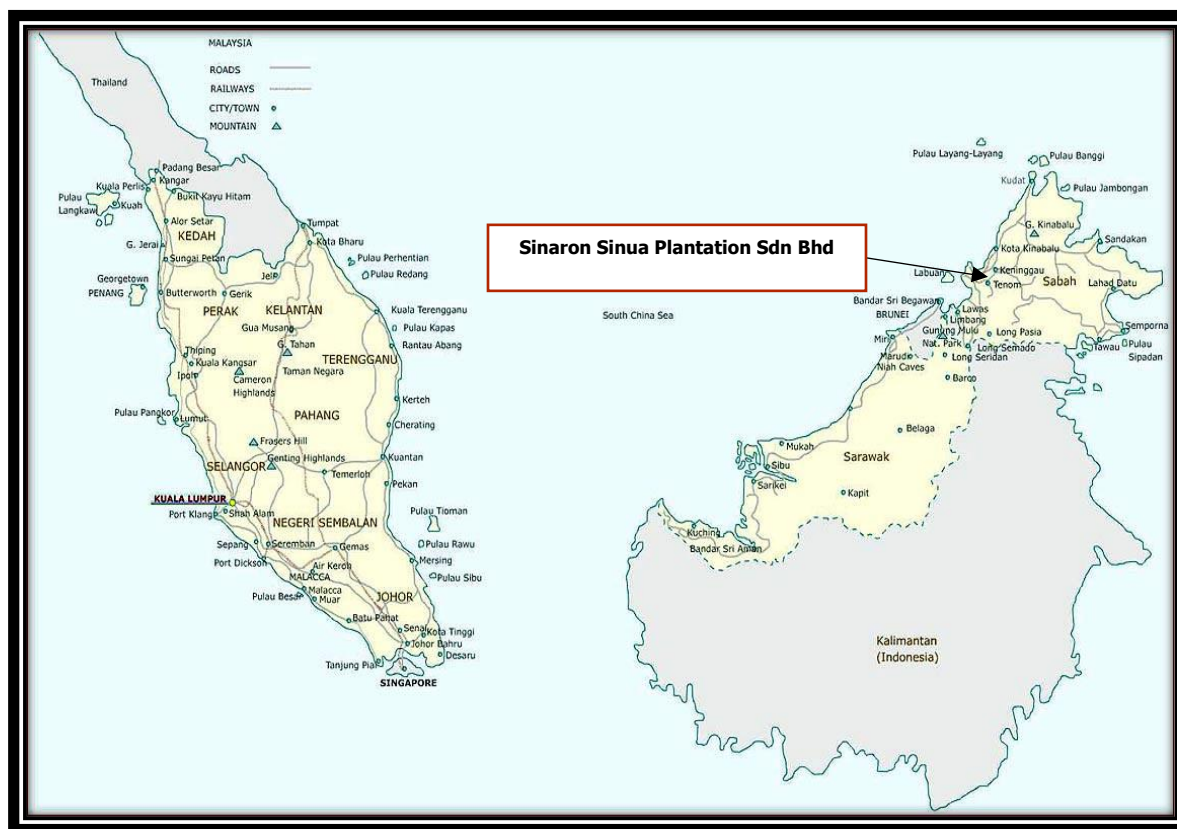 MALAYSIA
ROADS
RAILWAYS
CITY/TOWN
MOUNTAIN
Thailand
Padang Besar
Kuala Perlis
Kangar
Bukit Kayu Hitam
Pulau
Langkawi
Kuah
Alor Setar
KEDAH
G. Jerai
Sungai Petan
Georgetown
PENANG
Butterworth
Gerik
PERAK
Tumpat
Kota Bharu
Pulau Perhentian
Pulau Redang
Jeli
KELANTAN
Gua Musang
G. Tahan
Taman Negara
Kuala Terengganu
Pulau Kapas
Rantau Abang
TERENGGANU
Thiping
Kuala Kangsar
Ipoh
Cameron
Highlands
Kerteh
PAHANG
Cherating
Pulau Pangkor
Lumut
Frasers Hill
Genting Highlands
SELANGOR
Temerloh
Kuantan
Pekan
KUALA LUMPUR
Port Klang
Shah Alam
NEGERI SEMBALAN
Pulau Tioman
Sepang
Seremban
Gemas
Pulau Rawu
Port Dickson
Air Keroh
MALACCA
Mersing
Pulau Sibu
Pulau Besar
Malacca
Muar
JOHOR
Batu Pahat
Senai
Kota Tinggi
Johor Bahru
Desaru
Tanjung Piai
SINGAPORE
Sinaron Sinua Plantation Sdn Bhd
South China Sea
Pulau Layang-Layang
Pulau Banggi
Kudat
Pulau Jambongan
G. Kinabalu
Kota Kinabalu
Sandakan
Labuan
Keningau
Tenom
Sabah
Lahad Datu
Bandar Sri Begawan
BRUNEI
Lawas
Limbang
Gunung Mulu
Nat. Park
Long Pasia
Semporna
Miri
Long Semado
Tawau
Pulau
Sipadan
Marudi
Niah Caves
Long Seridan
Bareo
Belaga
Mukah
Sibu
Sarawak
Sarikei
Kapit
Kuching
Bandar Sri Aman
Kalimantan
(Indonesia)